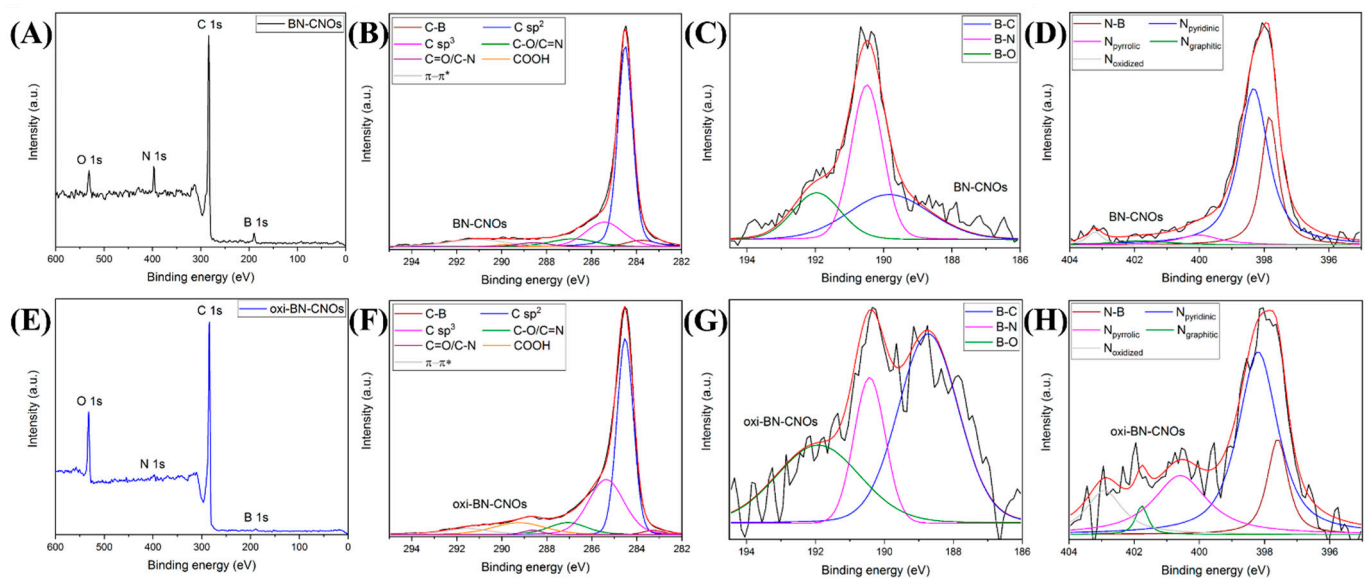 (A)
BN-CNOs
C 1s
O 1s
N 1s
B 1s
Intensity (a.u.)
600 500 400 300 200 100 0
Binding energy (eV)
(B)
C-B C sp²
C sp³ C-O/C=N
C=O/C-N COOH
π-π*
BN-CNOs
Intensity (a.u.)
294 292 290 288 286 284 282
Binding energy (eV)
(C)
B-C
B-N
B-O
BN-CNOs
Intensity (a.u.)
194 192 190 188 186
Binding energy (eV)
(D)
N-B Npyridinic
Npyrrolic Ngraphitic
Noxidized
BN-CNOs
Intensity (a.u.)
404 402 400 398 396
Binding energy (eV)
(E)
oxi-BN-CNOs
C 1s
O 1s
N 1s
B 1s
Intensity (a.u.)
600 500 400 300 200 100 0
Binding energy (eV)
(F)
C-B C sp²
C sp³ C-O/C=N
C=O/C-N COOH
π-π*
oxi-BN-CNOs
Intensity (a.u.)
294 292 290 288 286 284 282
Binding energy (eV)
(G)
B-C
B-N
B-O
oxi-BN-CNOs
Intensity (a.u.)
194 192 190 188 186
Binding energy (eV)
(H)
N-B Npyridinic
Npyrrolic Ngraphitic
Noxidized
oxi-BN-CNOs
Intensity (a.u.)
404 402 400 398 396
Binding energy (eV)